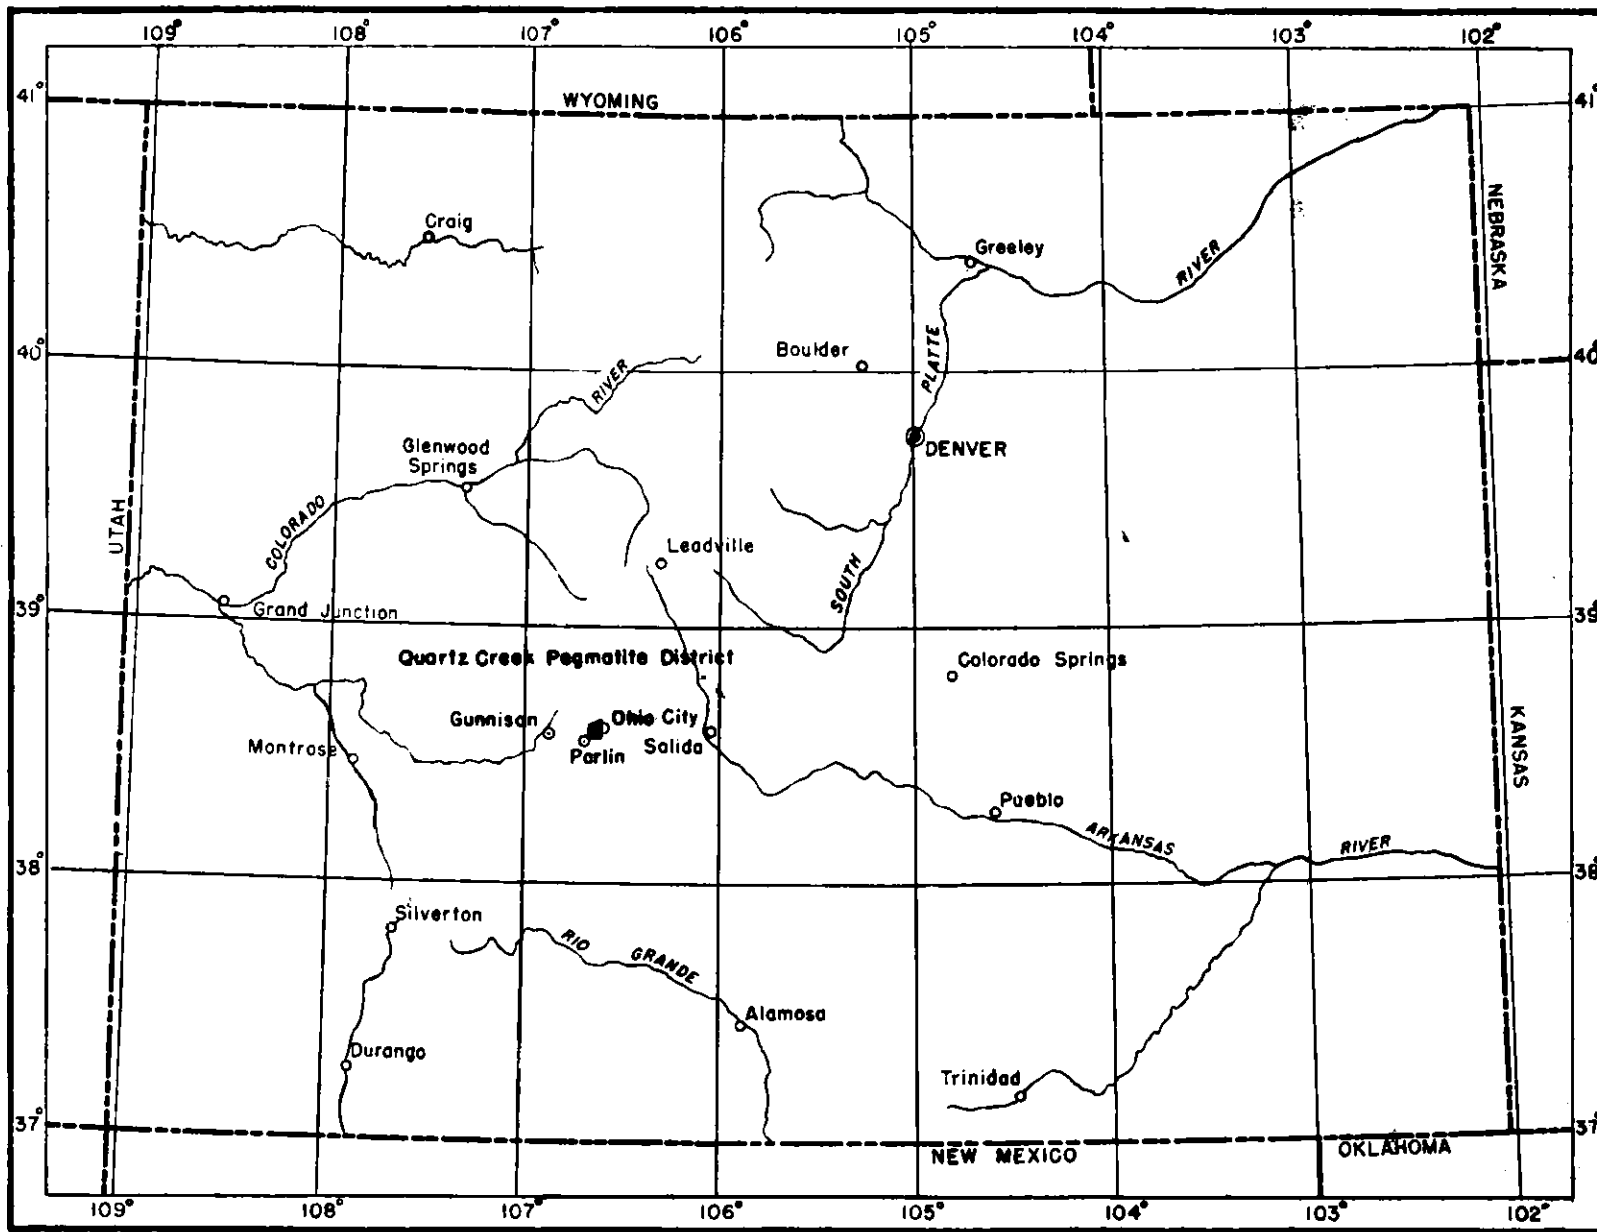 109° 108° 107° 106° 105° 104° 103° 102°
41° WYOMING 41°
Craig
NEBRASKA
Greeley
RIVER
40° 40°
Boulder
PLATTE
RIVER
DENVER
Glenwood
Springs
COLORADO
UTAH
Leadville
SOUTH
39° 39°
Grand Junction
Quartz Creek Pegmatite District
Colorado Springs
KANSAS
Gunnison
Ohio City
Montrose
Parlin
Salida
Pueblo
ARKANSAS
RIVER
38° 38°
Silverton
RIO
GRANDE
Alamosa
Durango
Trinidad
37° 37°
NEW MEXICO
OKLAHOMA
109° 108° 107° 106° 105° 104° 103° 102°